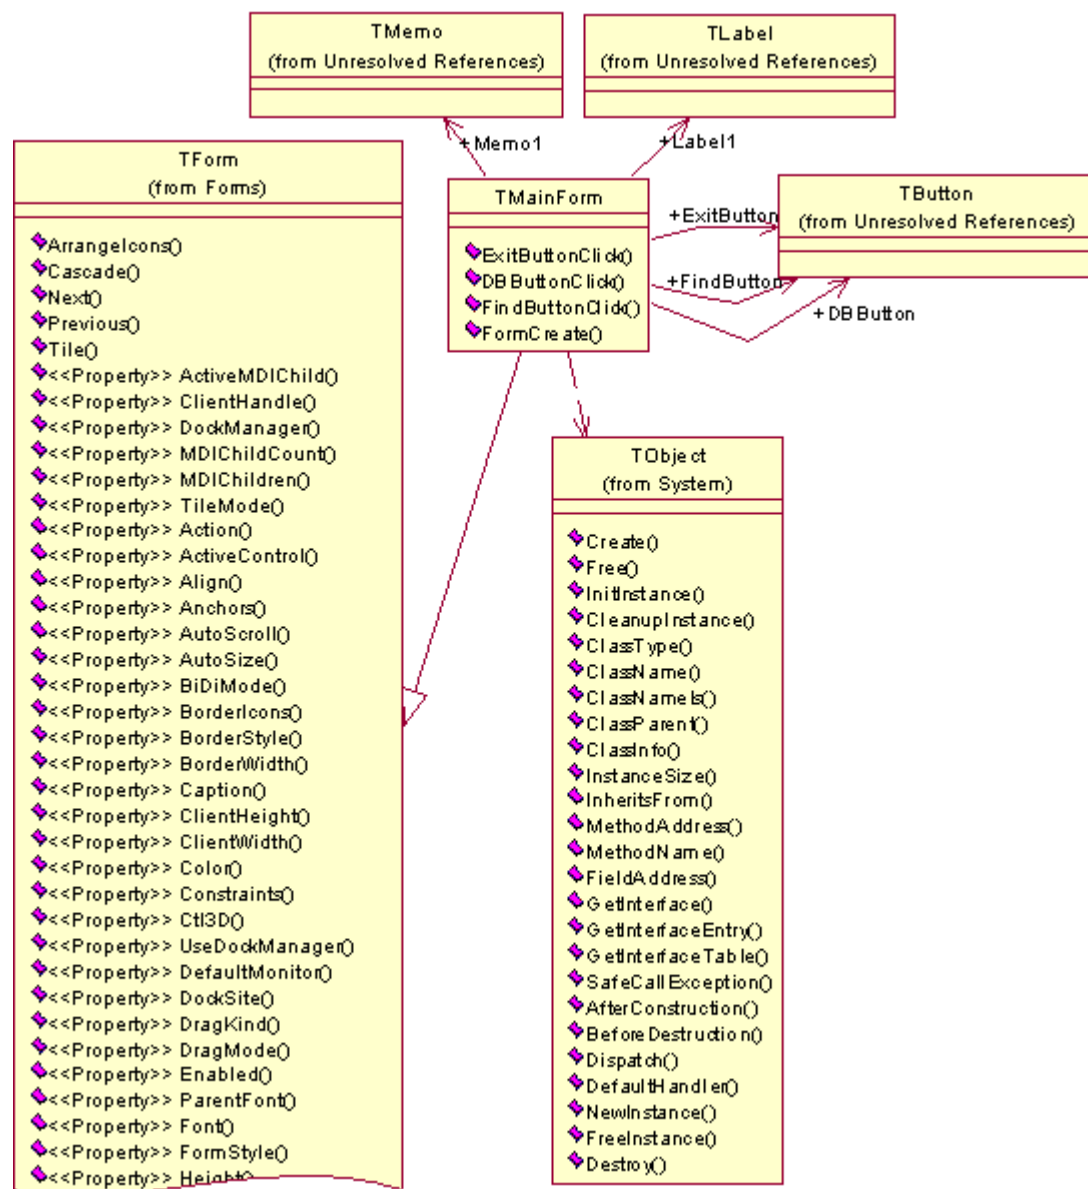 TMemo
(from Unresolved References)
TLabel
(from Unresolved References)
+Memo1
+Label1
TForm
(from Forms)
ArrangeIcons()
Cascade()
Next()
Previous()
Tile()
<<Property>> ActiveMDIChild()
<<Property>> ClientHandle()
<<Property>> DockManager()
<<Property>> MDIChildCount()
<<Property>> MDIChildren()
<<Property>> TileMode()
<<Property>> Action()
<<Property>> ActiveControl()
<<Property>> Align()
<<Property>> Anchors()
<<Property>> AutoScroll()
<<Property>> AutoSize()
<<Property>> BiDiMode()
<<Property>> BorderIcons()
<<Property>> BorderStyle()
<<Property>> BorderWidth()
<<Property>> Caption()
<<Property>> ClientHeight()
<<Property>> ClientWidth()
<<Property>> Color()
<<Property>> Constraints()
<<Property>> Ctl3D()
<<Property>> UseDockManager()
<<Property>> DefaultMonitor()
<<Property>> DockSite()
<<Property>> DragKind()
<<Property>> DragMode()
<<Property>> Enabled()
<<Property>> ParentFont()
<<Property>> Font()
<<Property>> FormStyle()
<<Property>> Height()
TMainForm
ExitButtonClick()
DBButtonClick()
FindButtonClick()
FormCreate()
+ExitButton
+FindButton
+DBButton
TButton
(from Unresolved References)
TObject
(from System)
Create()
Free()
InitInstance()
CleanupInstance()
ClassType()
ClassName()
ClassNameIs()
ClassParent()
ClassInfo()
InstanceSize()
InheritsFrom()
MethodAddress()
MethodName()
FieldAddress()
GetInterface()
GetInterfaceEntry()
GetInterfaceTable()
SafeCallException()
AfterConstruction()
BeforeDestruction()
Dispatch()
DefaultHandler()
NewInstance()
FreeInstance()
Destroy()